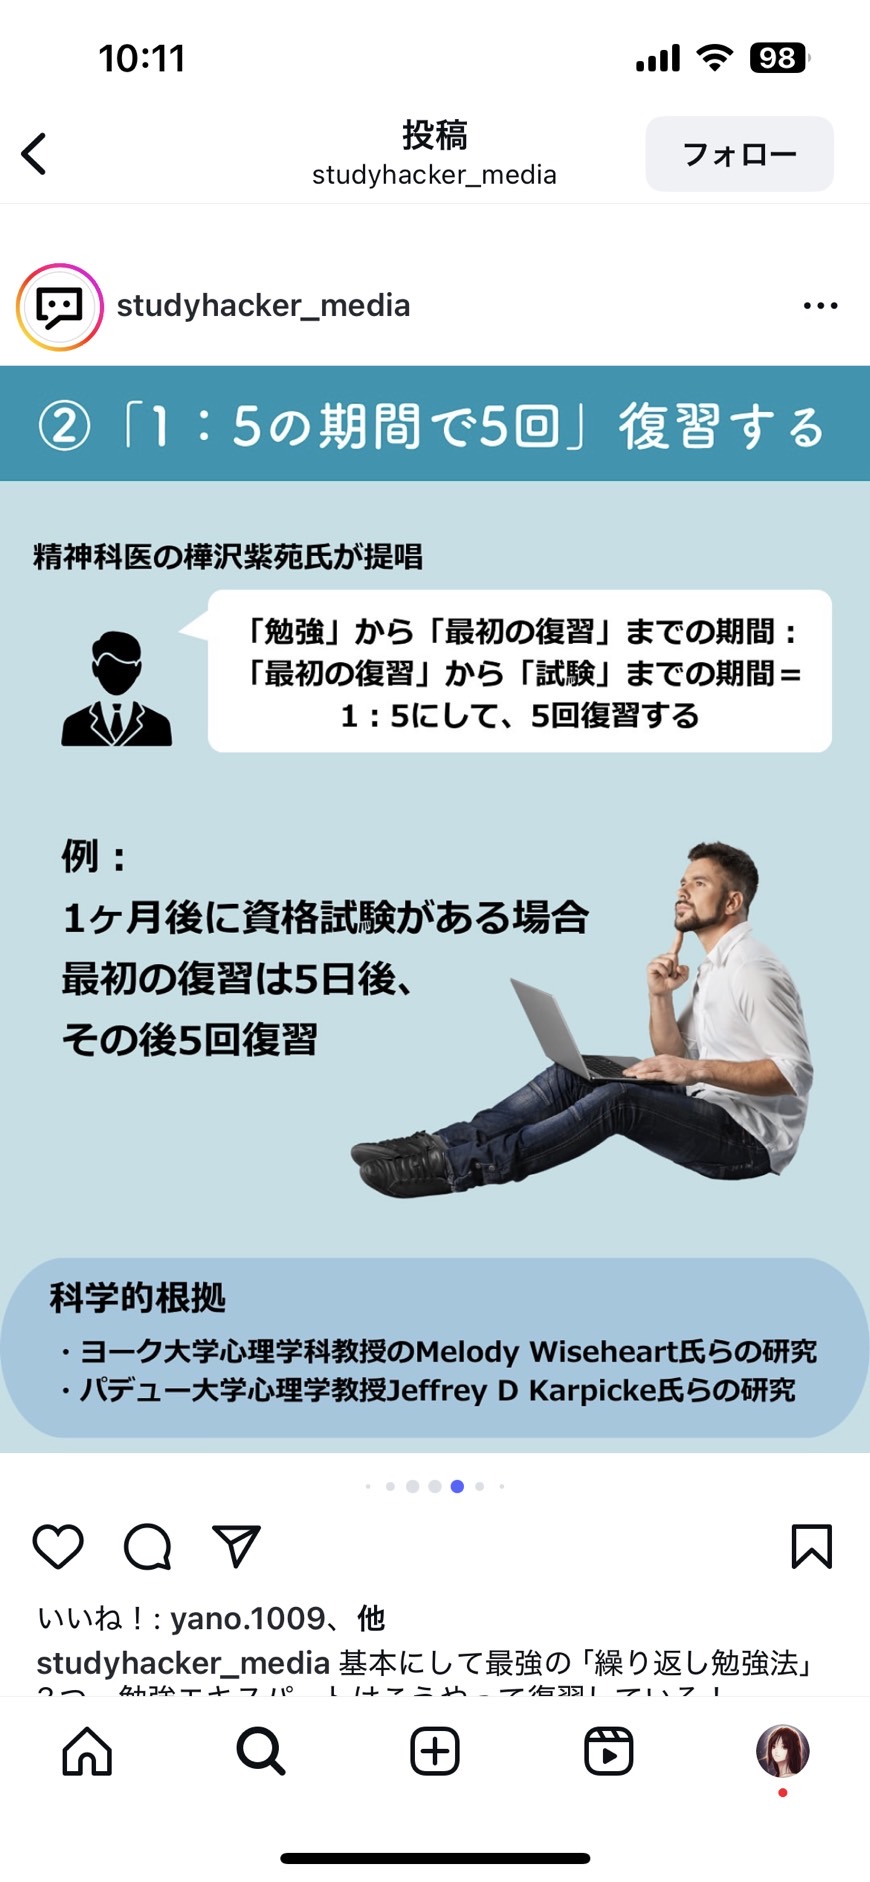 10:11
98
投稿
studyhacker_media
フォロー
studyhacker_media
②「1：5の期間で5回」復習する
精神科医の樺沢紫苑氏が提唱
「勉強」から「最初の復習」までの期間：
「最初の復習」から「試験」までの期間＝
1：5にして、5回復習する
例：
1ヶ月後に資格試験がある場合
最初の復習は5日後、
その後5回復習
科学的根拠
・ヨーク大学心理学科教授のMelody Wiseheart氏らの研究
・パデュー大学心理学教授Jeffrey D Karpicke氏らの研究
いいね！: yano.1009、他
studyhacker_media 基本にして最強の「繰り返し勉強法」